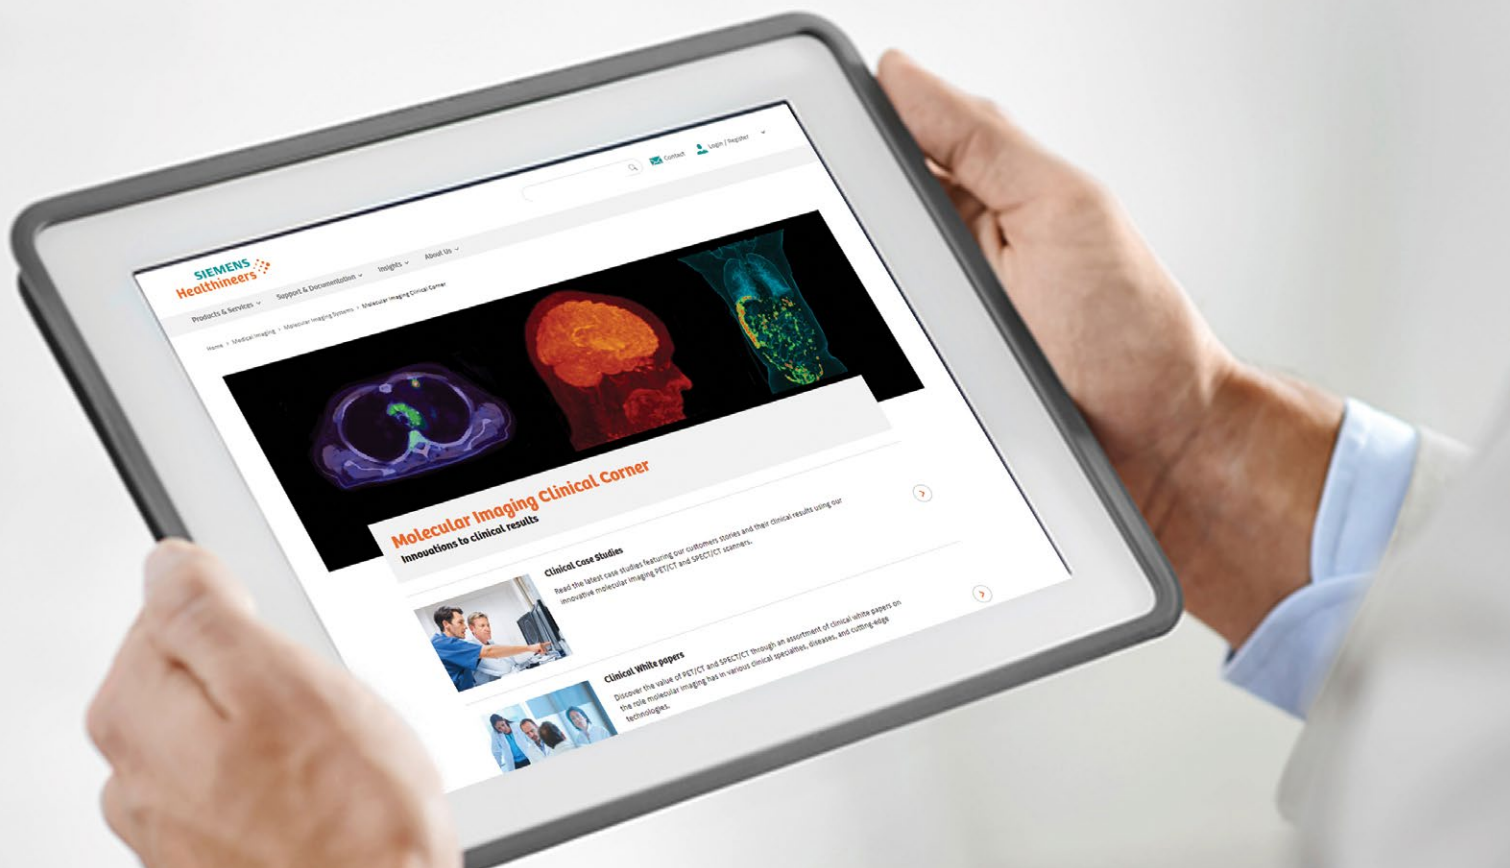 Contact
Login / Register
SIEMENS
Healthineers
Products & Services
Support & Documentation
Insights
About Us
Home > Medical Imaging > Molecular Imaging Systems > Molecular Imaging Clinical Corner
Molecular Imaging Clinical Corner
Innovations to clinical results
Clinical Case Studies
Read the latest case studies featuring our customers stories and their clinical results using our
innovative molecular imaging PET/CT and SPECT/CT scanners.
Clinical White papers
Discover the value of PET/CT and SPECT/CT through an assortment of clinical white papers on
the role molecular imaging has in various clinical specialties, diseases, and cutting-edge
technologies.